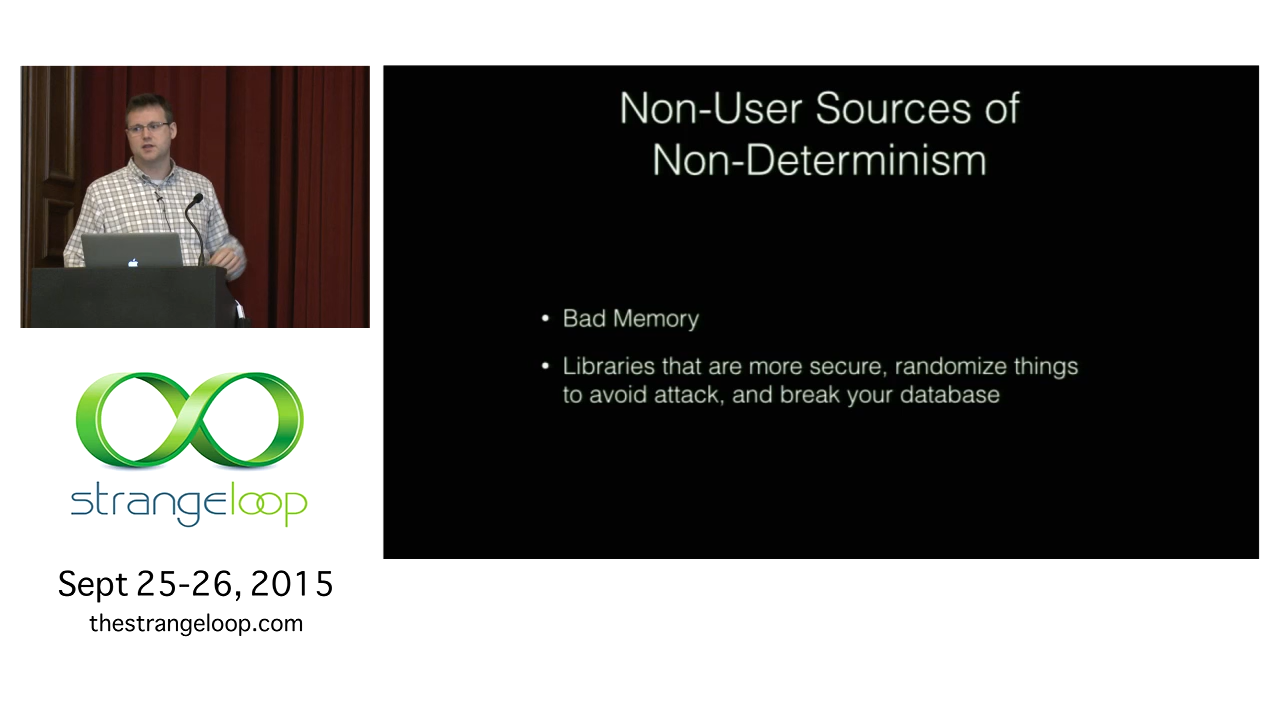 Non-User Sources of
Non-Determinism
• Bad Memory
• Libraries that are more secure, randomize things
to avoid attack, and break your database
strangeloop
Sept 25-26, 2015
thestrangeloop.com